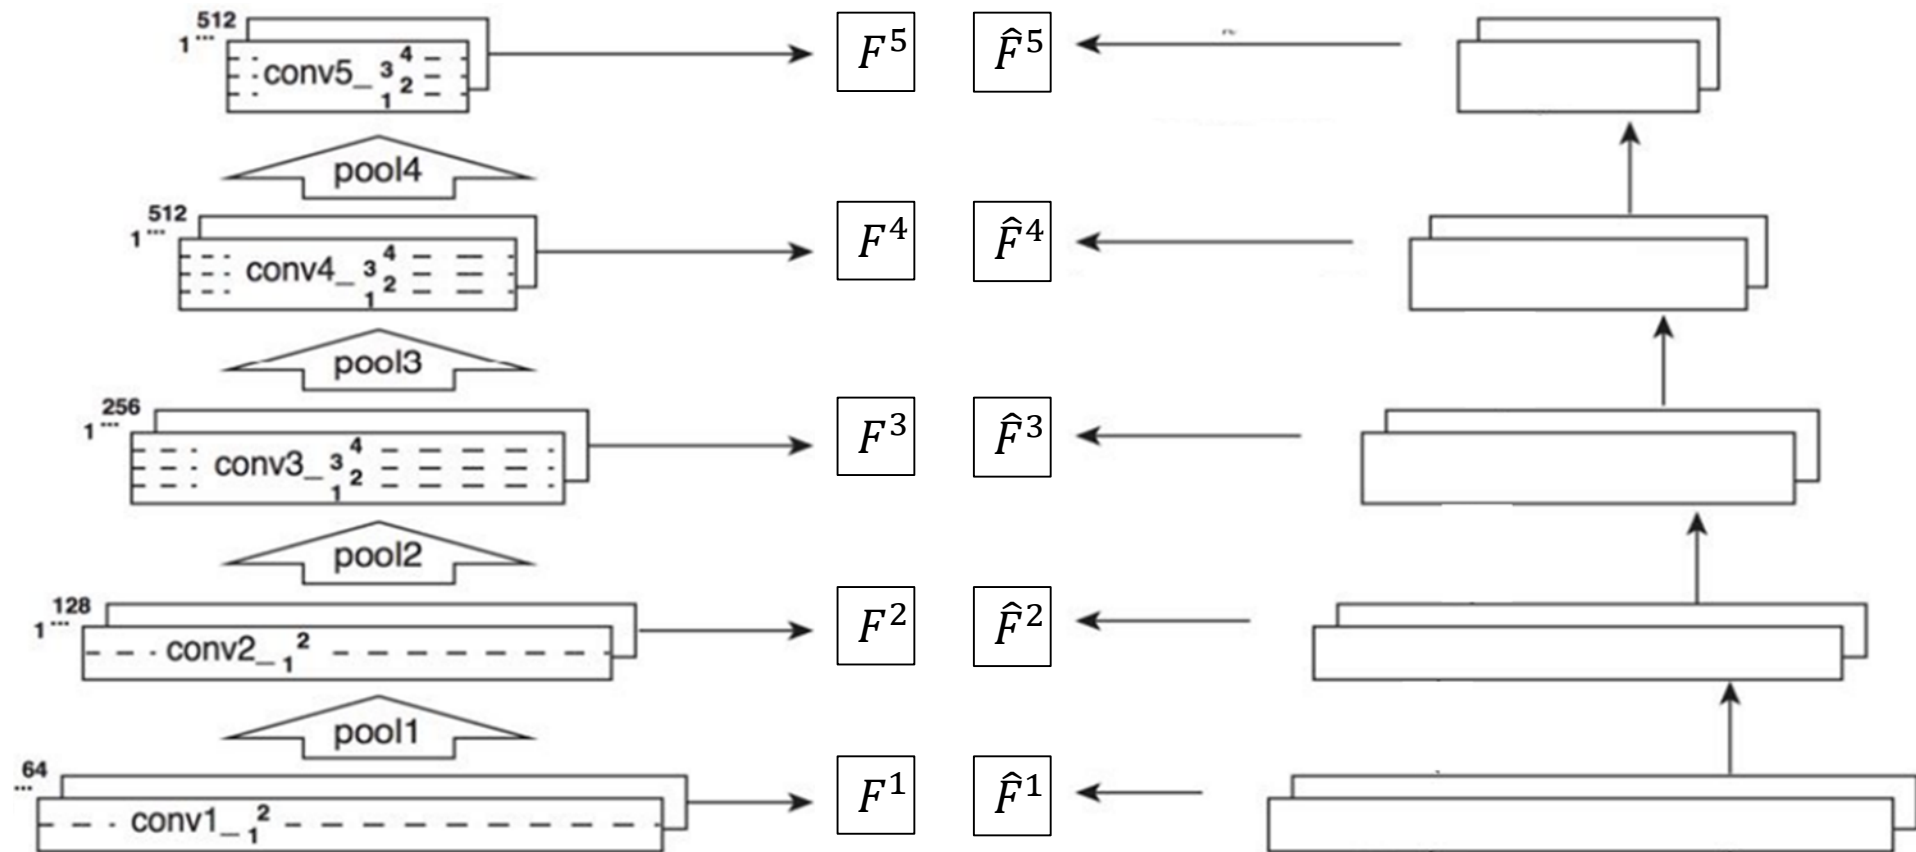 512
1 ...
conv5_ 1 2 3 4
F^5 F̂^5
pool4
512
1 ...
conv4_ 1 2 3 4
F^4 F̂^4
pool3
256
1 ...
conv3_ 1 2 3 4
F^3 F̂^3
pool2
128
1 ...
conv2_ 1 2
F^2 F̂^2
pool1
64
...
conv1_ 1 2
F^1 F̂^1